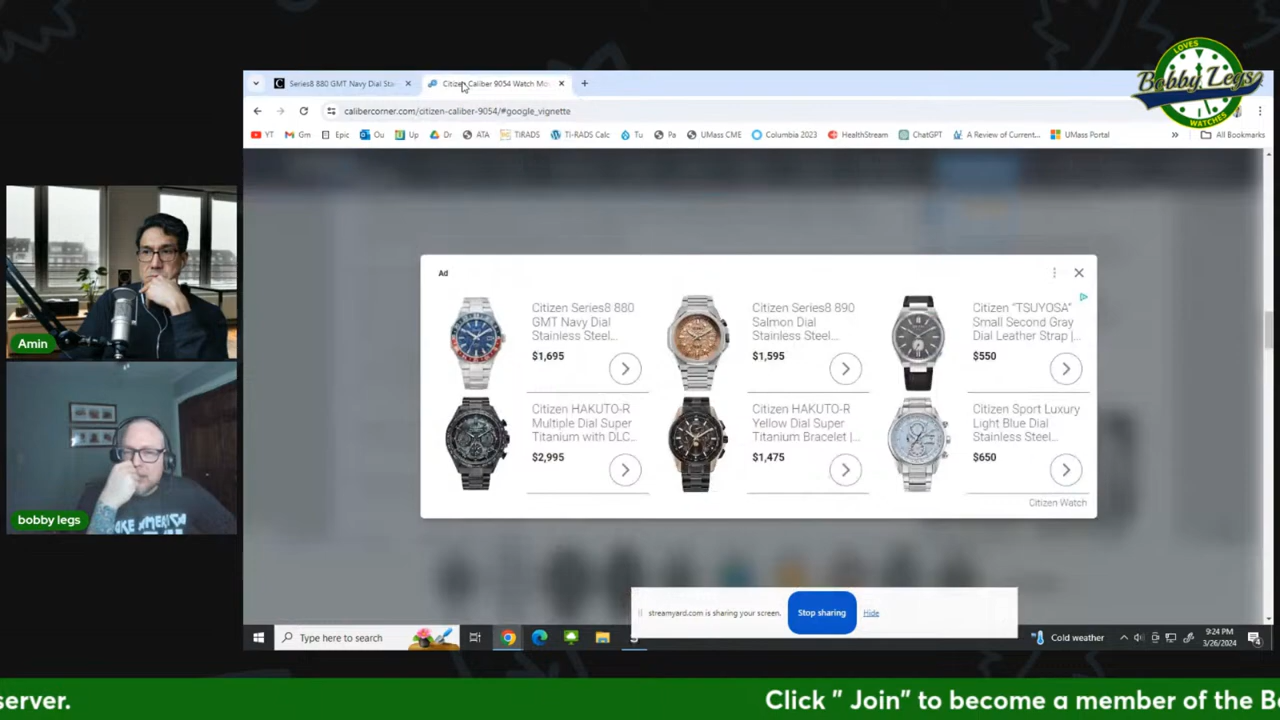 LOVES
Bobby Legs
WATCHES
Series8 880 GMT Navy Dial Sta
Citizen Caliber 9054 Watch Mo
calibercorner.com/citizen-caliber-9054/#google_vignette
YT
Gm
Epic
Ou
Up
Dr
ATA
TIRADS
TI-RADS Calc
Tu
Pa
UMass CME
Columbia 2023
HealthStream
ChatGPT
A Review of Current...
UMass Portal
»
All Bookmarks
Ad
Citizen Series8 880
GMT Navy Dial
Stainless Steel...
$1,695
Citizen Series8 890
Salmon Dial
Stainless Steel...
$1,595
Citizen "TSUYOSA"
Small Second Gray
Dial Leather Strap |...
$550
Citizen HAKUTO-R
Multiple Dial Super
Titanium with DLC...
$2,995
Citizen HAKUTO-R
Yellow Dial Super
Titanium Bracelet |...
$1,475
Citizen Sport Luxury
Light Blue Dial
Stainless Steel...
$650
Citizen Watch
Amin
bobby legs
AKE AMERICA
streamyard.com is sharing your screen.
Stop sharing
Hide
Type here to search
Cold weather
9:24 PM
3/26/2024
4
server.
Click " Join" to become a member of the B